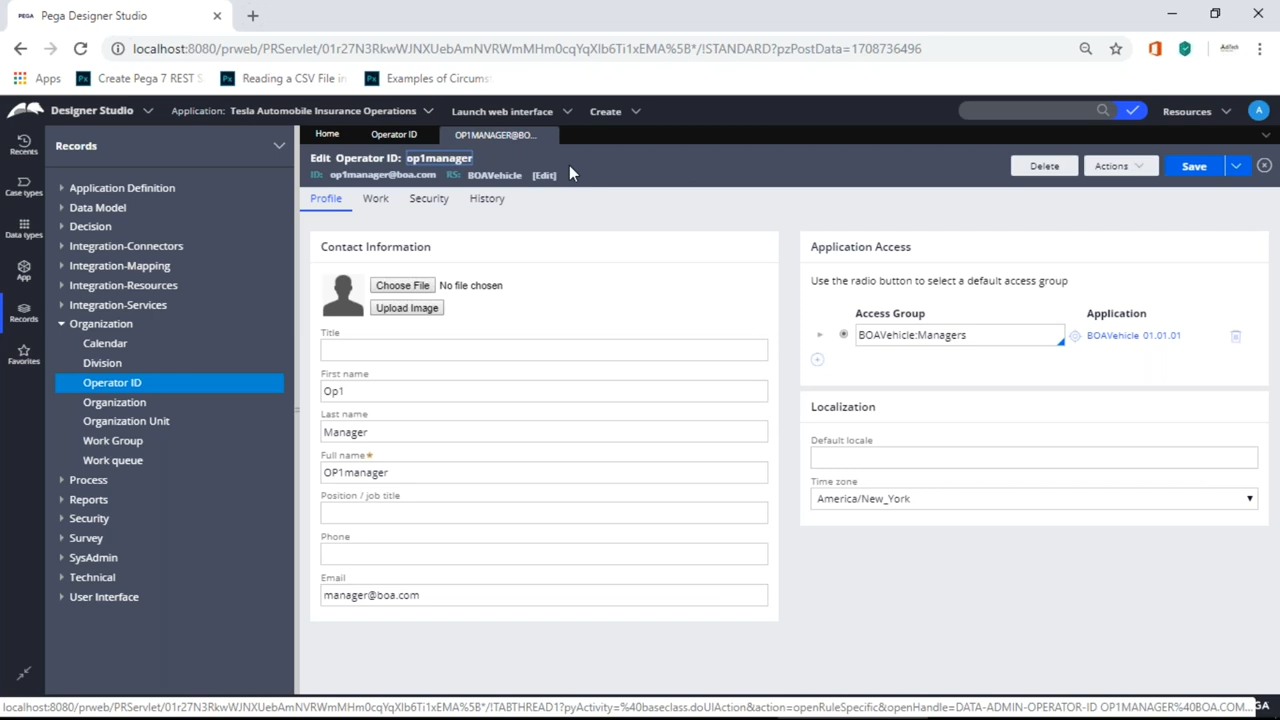 PEGA Pega Designer Studio
localhost:8080/prweb/PRServlet/01r27N3RkwWJNXUebAmNVRWmMHm0cqYqXIb6Ti1xEMA%5B*/!STANDARD?pzPostData=1708736496
Apps Create Pega 7 REST S Reading a CSV File in Examples of Circums
Designer Studio Application: Tesla Automobile Insurance Operations Launch web interface Create Resources A
Recents
Case types
Data types
App
Records
Favorites
Records
Application Definition
Data Model
Decision
Integration-Connectors
Integration-Mapping
Integration-Resources
Integration-Services
Organization
Calendar
Division
Operator ID
Organization
Organization Unit
Work Group
Work queue
Process
Reports
Security
Survey
SysAdmin
Technical
User Interface
Home Operator ID OP1MANAGER@BO...
Edit Operator ID: op1manager
ID: op1manager@boa.com RS: BOAVehicle [Edit]
Delete Actions Save
Profile Work Security History
Contact Information
Choose File No file chosen
Upload Image
Title
First name
Op1
Last name
Manager
Full name*
OP1manager
Position / job title
Phone
Email
manager@boa.com
Application Access
Use the radio button to select a default access group
Access Group Application
BOAVehicle:Managers BOAVehicle 01.01.01
Localization
Default locale
Time zone
America/New_York
localhost:8080/prweb/PRServlet/01r27N3RkwWJNXUebAmNVRWmMHm0cqYqXIb6Ti1xEMA%5B*/!TABTHREAD1?pyActivity=%40baseclass.doUIAction&action=openRuleSpecific&openHandle=DATA-ADMIN-OPERATOR-ID OP1MANAGER%40BOA.COM...